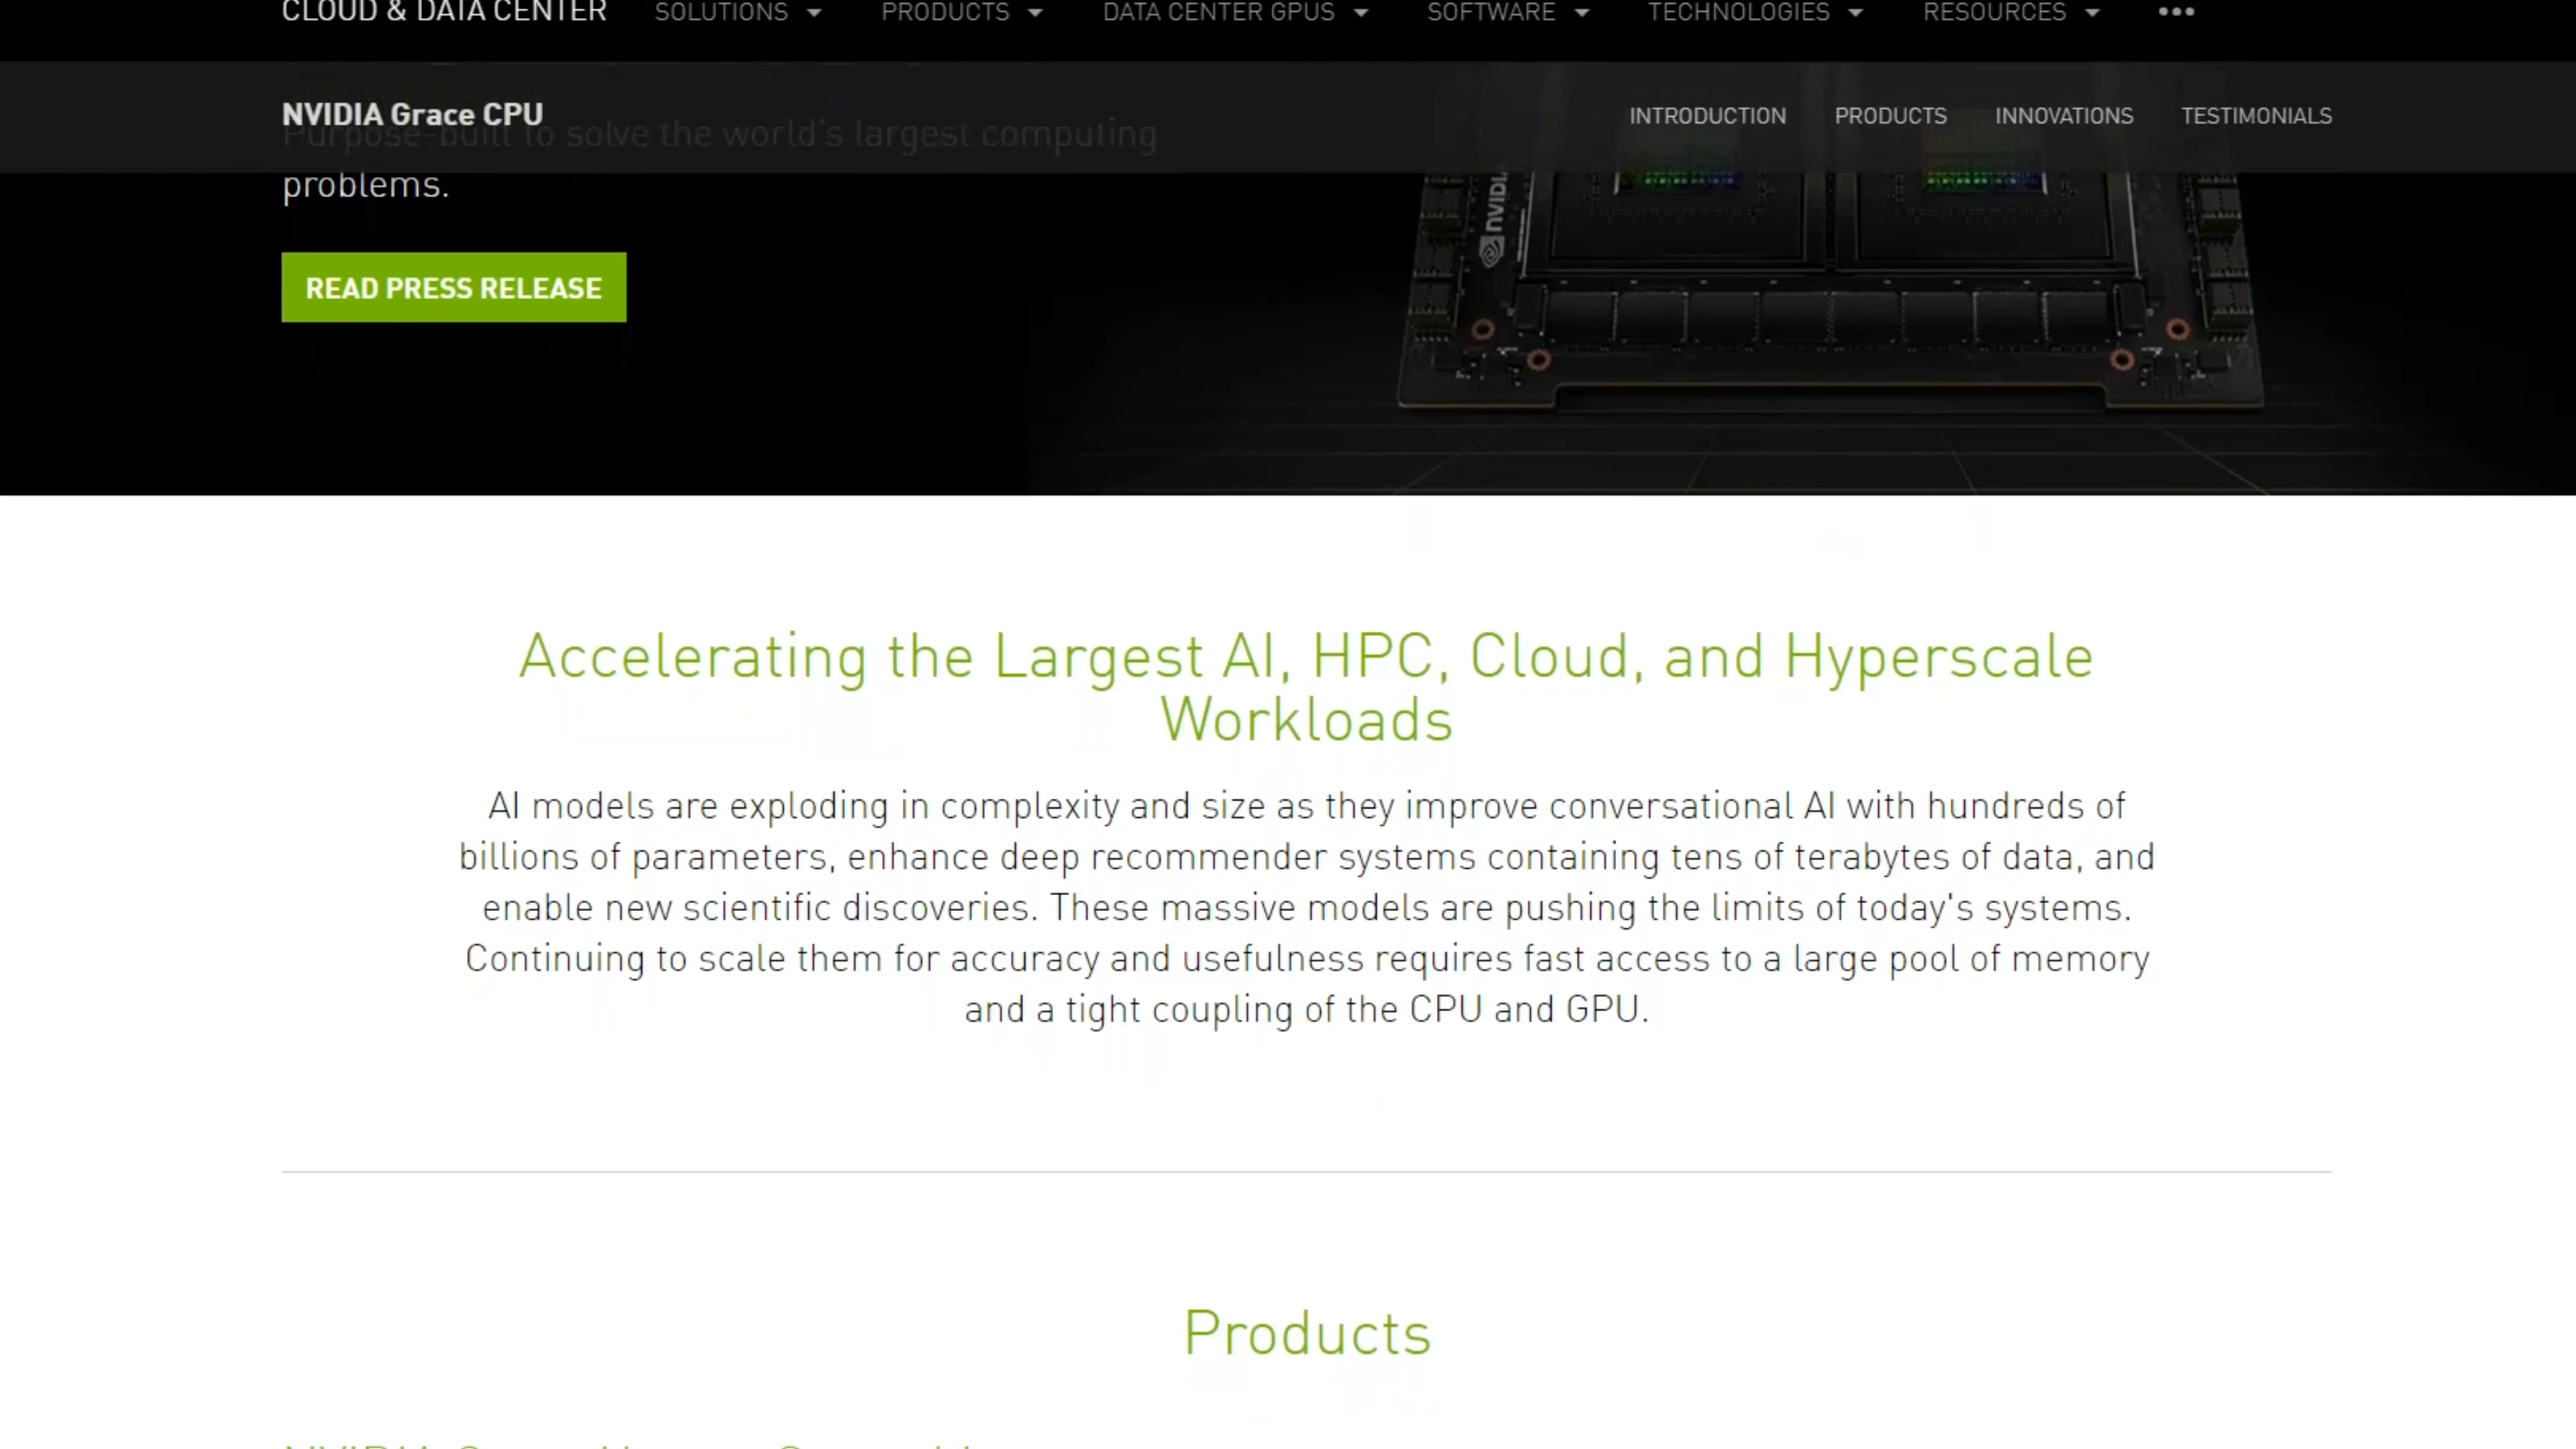 CLOUD & DATA CENTER SOLUTIONS PRODUCTS DATA CENTER GPUS SOFTWARE TECHNOLOGIES RESOURCES
NVIDIA Grace CPU INTRODUCTION PRODUCTS INNOVATIONS TESTIMONIALS
Purpose-built to solve the world's largest computing
problems.
NVIDIA
READ PRESS RELEASE
Accelerating the Largest AI, HPC, Cloud, and Hyperscale
Workloads
AI models are exploding in complexity and size as they improve conversational AI with hundreds of
billions of parameters, enhance deep recommender systems containing tens of terabytes of data, and
enable new scientific discoveries. These massive models are pushing the limits of today's systems.
Continuing to scale them for accuracy and usefulness requires fast access to a large pool of memory
and a tight coupling of the CPU and GPU.
Products